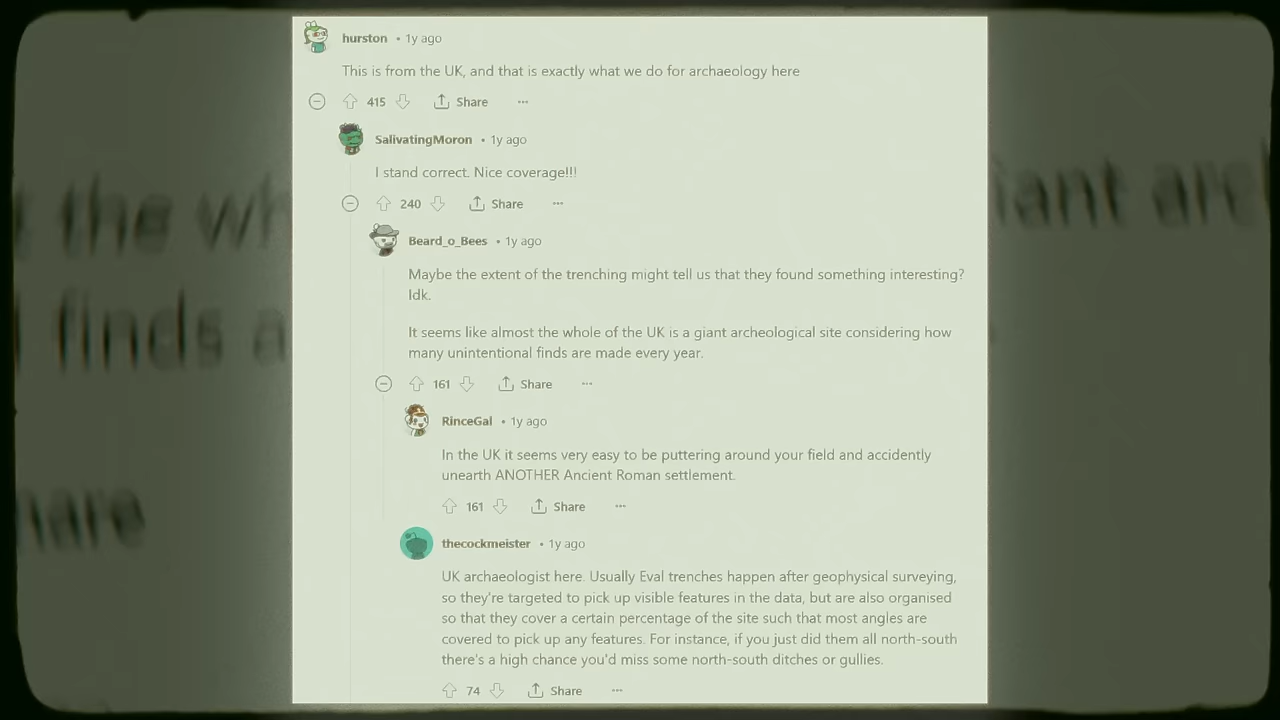 hurston • 1y ago
This is from the UK, and that is exactly what we do for archaeology here
415 Share ...
SalivatingMoron • 1y ago
I stand correct. Nice coverage!!!
240 Share ...
Beard_o_Bees • 1y ago
Maybe the extent of the trenching might tell us that they found something interesting?
Idk.
It seems like almost the whole of the UK is a giant archeological site considering how
many unintentional finds are made every year.
161 Share ...
RinceGal • 1y ago
In the UK it seems very easy to be puttering around your field and accidently
unearth ANOTHER Ancient Roman settlement.
161 Share ...
thecockmeister • 1y ago
UK archaeologist here. Usually Eval trenches happen after geophysical surveying,
so they're targeted to pick up visible features in the data, but are also organised
so that they cover a certain percentage of the site such that most angles are
covered to pick up any features. For instance, if you just did them all north-south
there's a high chance you'd miss some north-south ditches or gullies.
74 Share ...